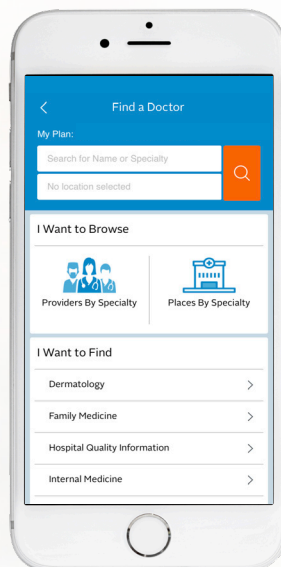 Find a Doctor
My Plan:
Search for Name or Specialty
No location selected
I Want to Browse
Providers By Specialty
Places By Specialty
I Want to Find
Dermatology
Family Medicine
Hospital Quality Information
Internal Medicine